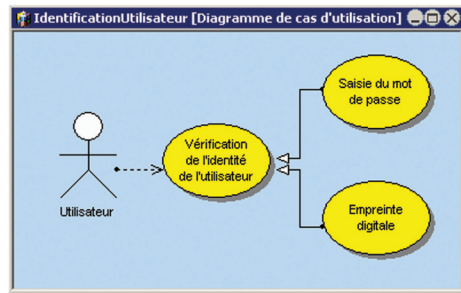 IdentificationUtilisateur [Diagramme de cas d'utilisation]
Saisie du mot
de passe
Vérification
de l'identité
de l'utilisateur
Utilisateur
Empreinte
digitale